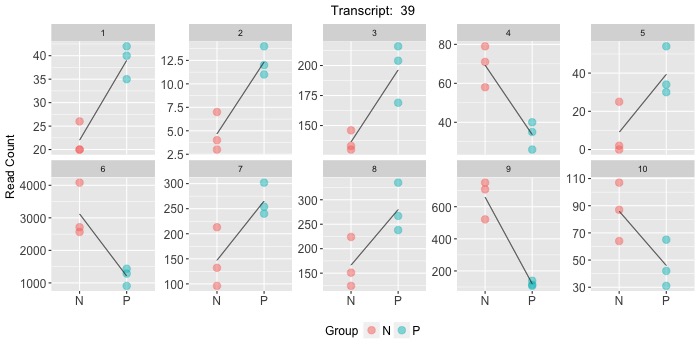 Transcript: 39
1 2 3 4 5
40 35 30 25 20
12.5 10.0 7.5 5.0 2.5
200 150
80 60 40
40 20 0
Read Count
6 7 8 9 10
4000 3000 2000 1000
300 250 200 150 100
300 250 200 150
600 400 200
110 90 70 50 30
N P N P N P N P N P
Group N P